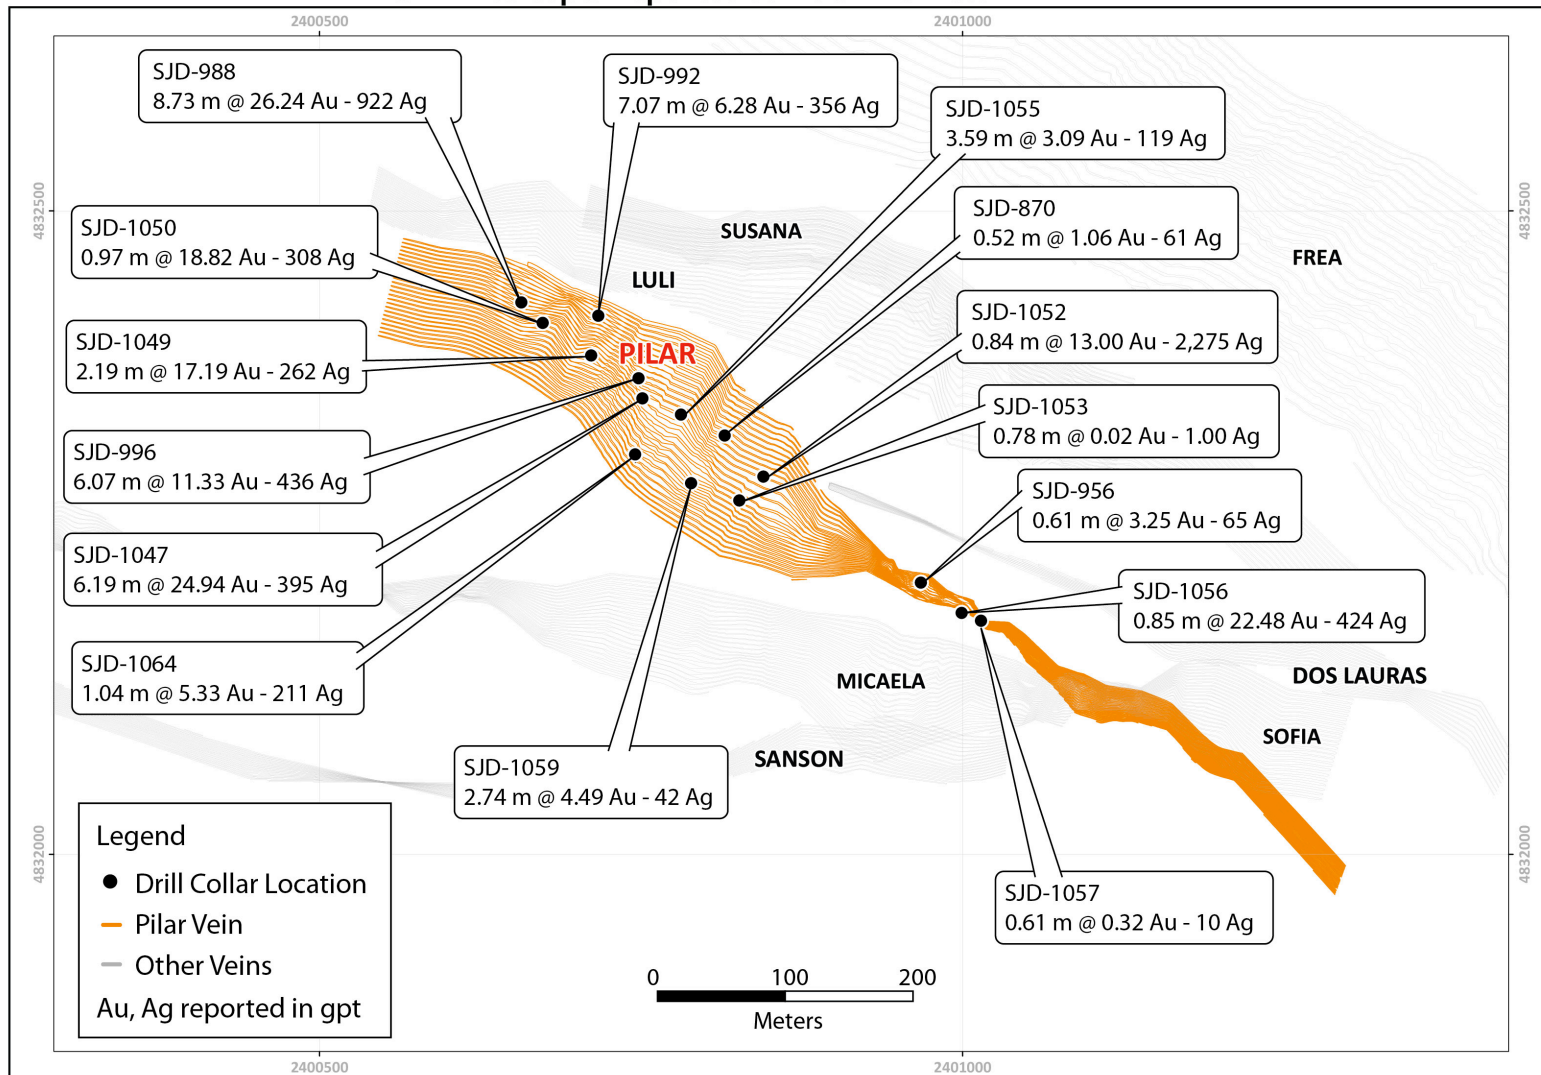 2400500
2401000
SJD-988
8.73 m @ 26.24 Au - 922 Ag
SJD-992
7.07 m @ 6.28 Au - 356 Ag
SJD-1055
3.59 m @ 3.09 Au - 119 Ag
4832500
4832500
SJD-1050
0.97 m @ 18.82 Au - 308 Ag
SJD-870
0.52 m @ 1.06 Au - 61 Ag
SUSANA
LULI
FREA
SJD-1049
2.19 m @ 17.19 Au - 262 Ag
PILAR
SJD-1052
0.84 m @ 13.00 Au - 2,275 Ag
SJD-1053
0.78 m @ 0.02 Au - 1.00 Ag
SJD-996
6.07 m @ 11.33 Au - 436 Ag
SJD-956
0.61 m @ 3.25 Au - 65 Ag
SJD-1047
6.19 m @ 24.94 Au - 395 Ag
SJD-1056
0.85 m @ 22.48 Au - 424 Ag
SJD-1064
1.04 m @ 5.33 Au - 211 Ag
MICAELA
DOS LAURAS
SOFIA
SANSON
SJD-1059
2.74 m @ 4.49 Au - 42 Ag
4832000
4832000
SJD-1057
0.61 m @ 0.32 Au - 10 Ag
Legend
Drill Collar Location
Pilar Vein
Other Veins
Au, Ag reported in gpt
0 100 200
Meters
2400500
2401000